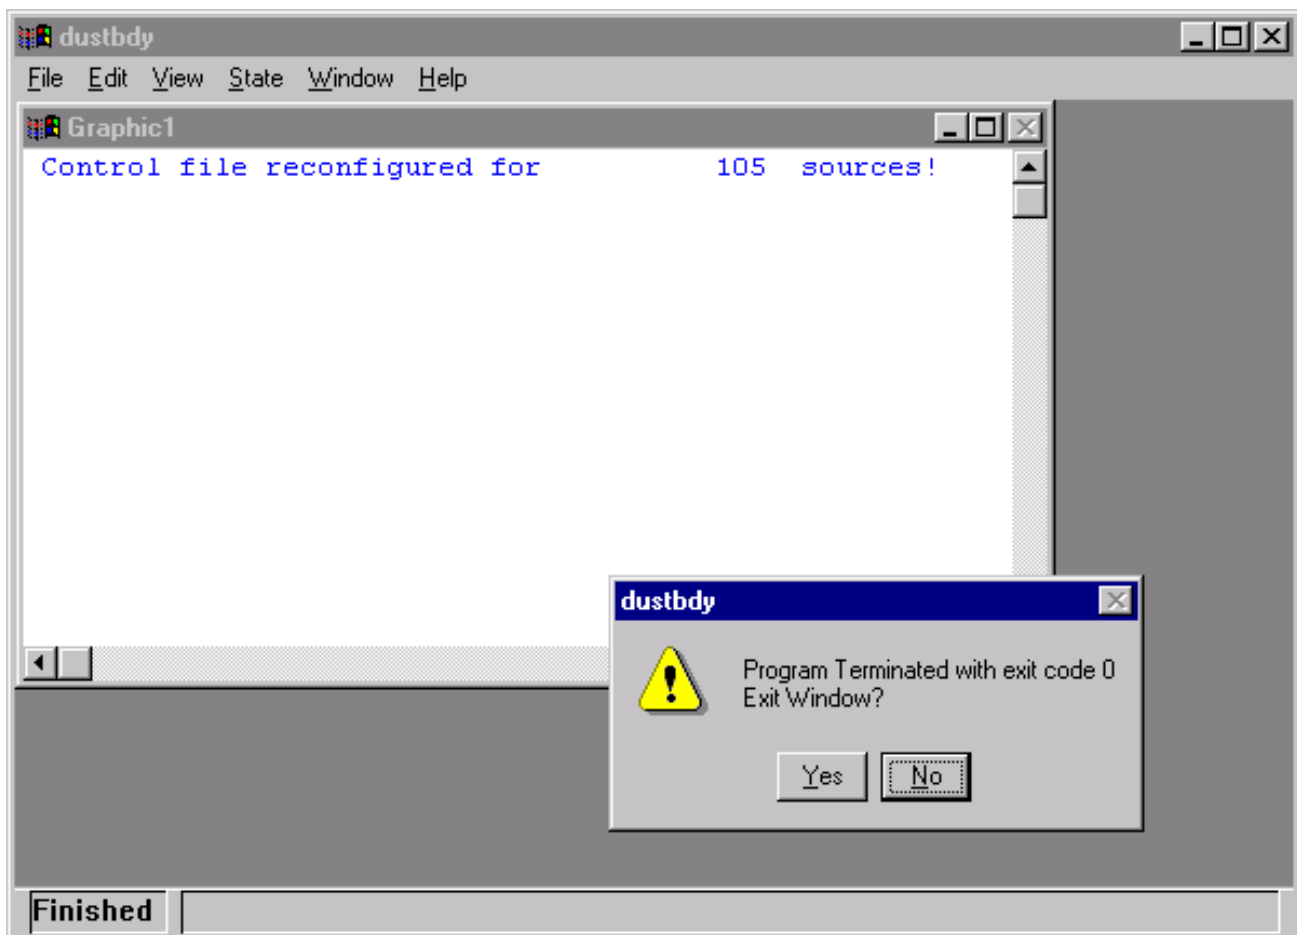 dustbdy
File Edit View State Window Help
Graphic1
Control file reconfigured for 105 sources!
dustbdy
Program Terminated with exit code 0
Exit Window?
Yes No
Finished